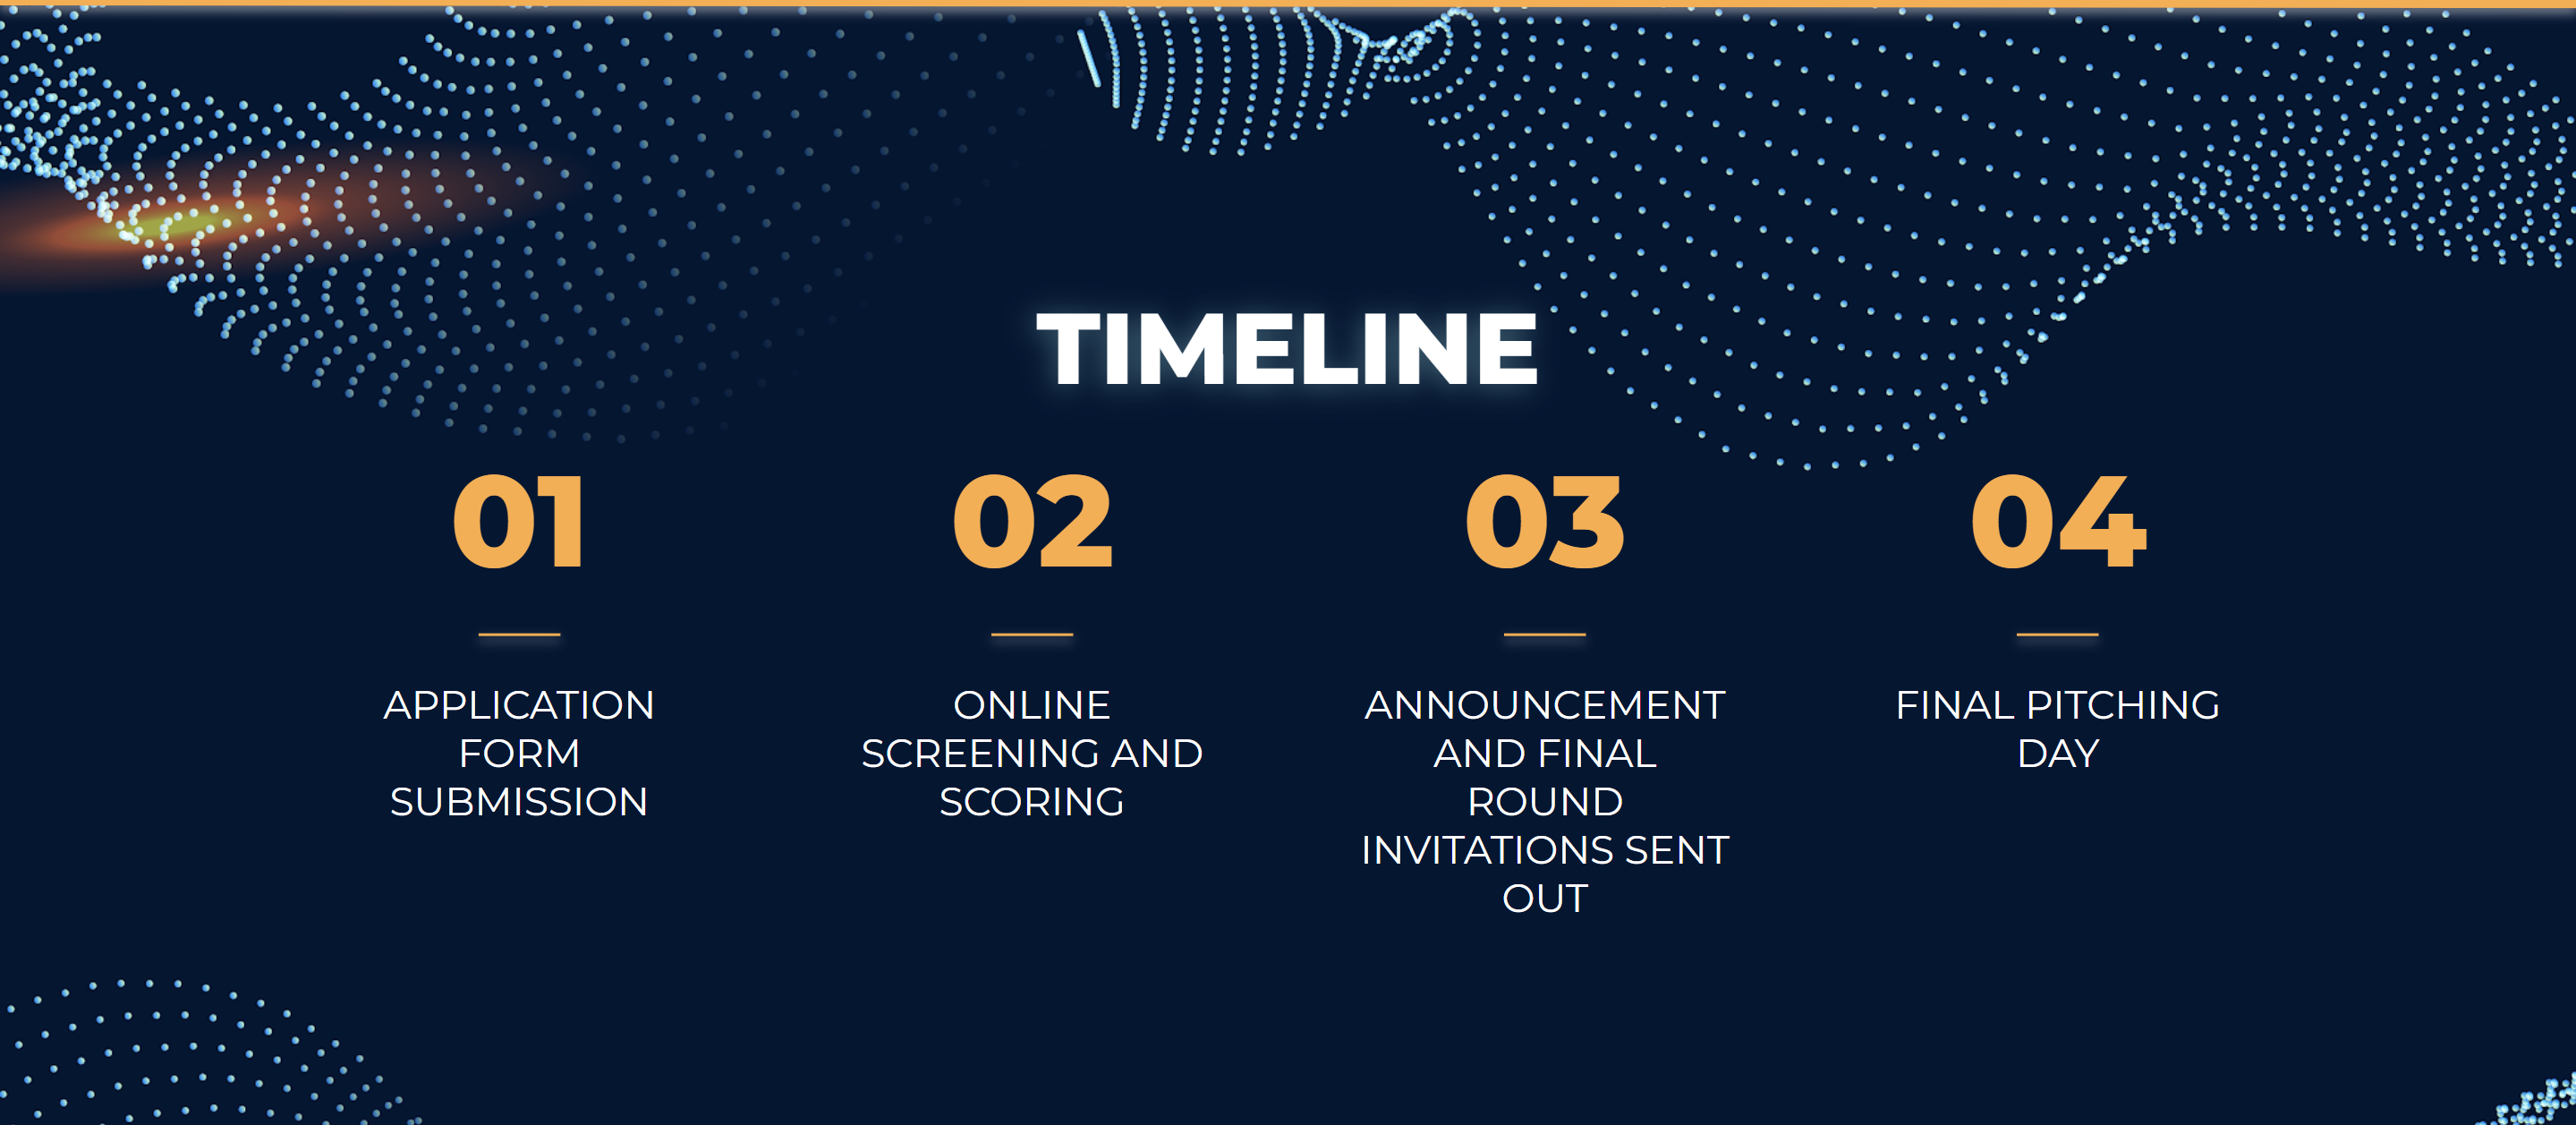 TIMELINE
01
APPLICATION
FORM
SUBMISSION
02
ONLINE
SCREENING AND
SCORING
03
ANNOUNCEMENT
AND FINAL
ROUND
INVITATIONS SENT
OUT
04
FINAL PITCHING
DAY